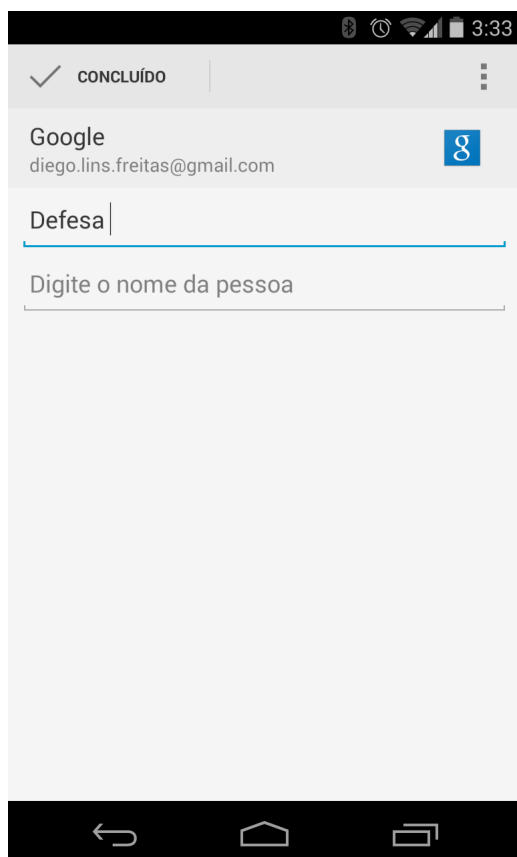 3:33
CONCLUÍDO
Google
diego.lins.freitas@gmail.com
g
Defesa
Digite o nome da pessoa